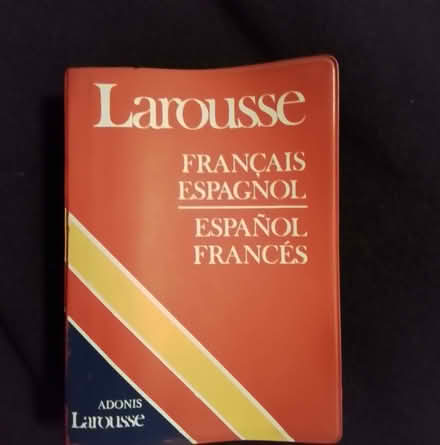 Larousse
FRANÇAIS
ESPAGNOL
ESPAÑOL
FRANCÉS
ADONIS
Larousse